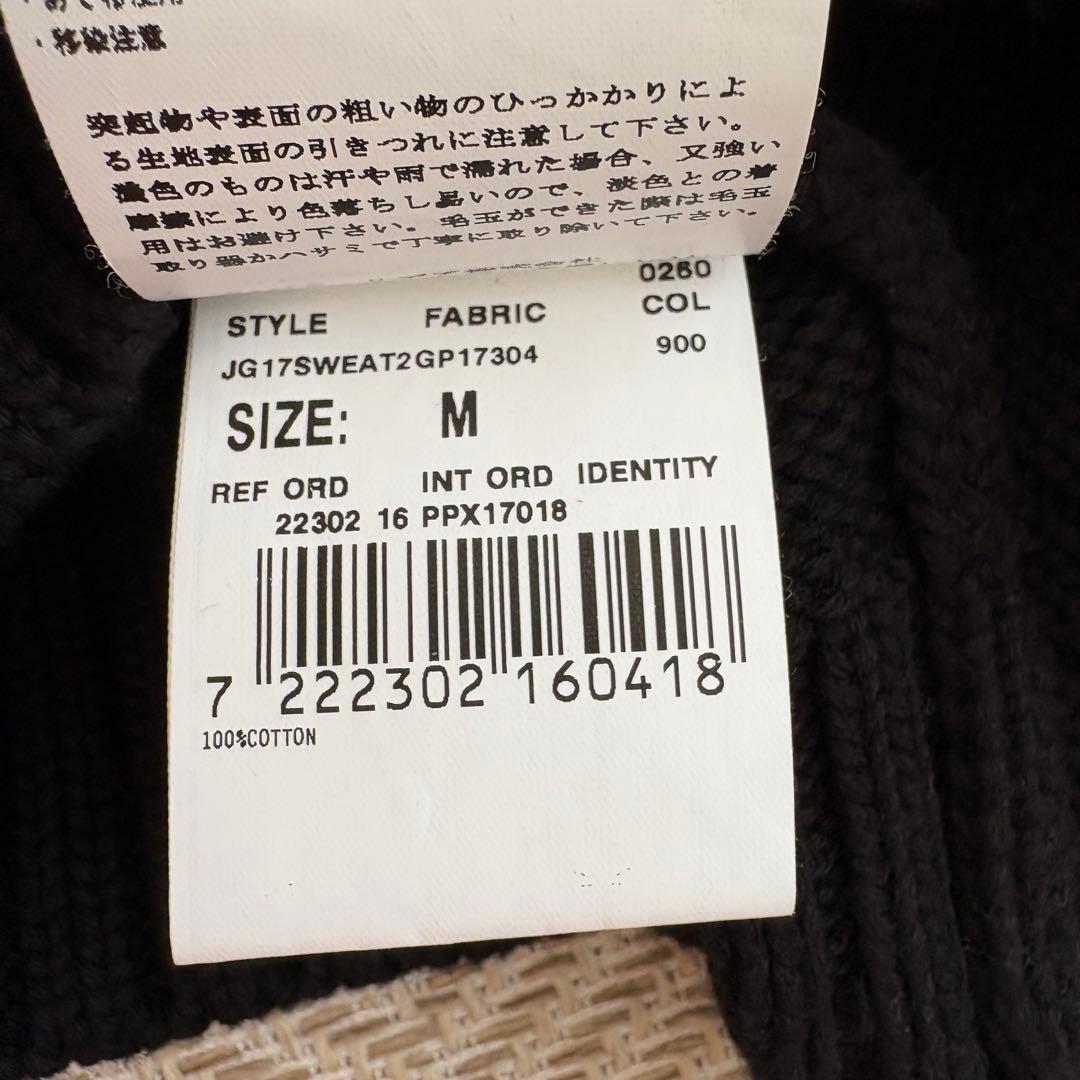 ・移染注意
突起物や表面の粗い物のひっかかりによ
る生地表面の引きつれに注意して下さい。
濃色のものは汗や雨で濡れた場合、又強い
摩擦により色落ちし易いので、淡色との着
用はお避け下さい。毛玉ができた際は毛玉
取り器かハサミで丁寧に取り除いて下さい。
0260
STYLE FABRIC COL
JG17SWEAT2GP17304 900
SIZE: M
REF ORD INT ORD IDENTITY
22302 16 PPX17018
7 222302 160418
100%COTTON